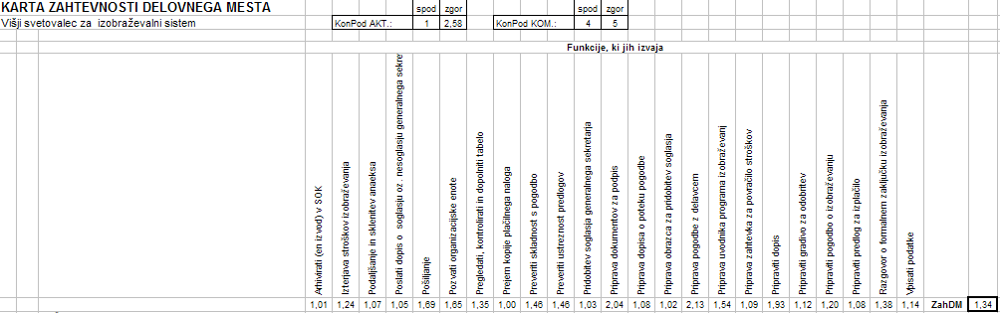 KARTA ZAHTEVNOSTI DELOVNEGA MESTA
spod zgor spod zgor
Višji svetovalec za izobraževalni sistem KonPod AKT.: 1 2,58 KonPod KOM.: 4 5
Funkcije, ki jih izvaja
Arhivirati (en izvod) v SOK
Izterjava stroškov izobraževanja
Podaljšanje in sklenitev anaeksa
Poslati dopis o soglasju oz. nesoglasju generalnega sekre
Pošiljanje
Pozvati organizacijske enote
Pregledati, kontrolirati in dopolniti tabelo
Prejem kopije plačilnega naloga
Preveriti skladnost s pogodbo
Preveriti ustreznost predlogov
Pridobitev soglasja generalnega sekretarja
Priprava dokumentov za podpis
Priprava dopisa o poteku pogodbe
Priprava obrazca za pridobitev soglasja
Priprava pogodbe z delavcem
Priprava uvodnika programa izobraževanj
Priprava zahtevka za povračilo stroškov
Pripraviti dopis
Pripraviti gradivo za odobritev
Pripraviti pogodbo o izobraževanju
Pripraviti predlog za izplačilo
Razgovor o formalnem zaključku izobraževanja
Vpisati podatke
1,01 1,24 1,07 1,05 1,69 1,65 1,35 1,00 1,46 1,46 1,03 2,04 1,08 1,02 2,13 1,54 1,09 1,93 1,12 1,20 1,08 1,38 1,14 ZahDM 1,34